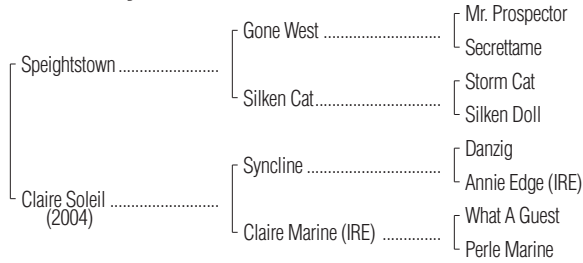 Mr. Prospector
Gone West ..............................
Secrettame
Speightstown .........................
Storm Cat
Silken Cat................................
Silken Doll
Danzig
Syncline ..................................
Annie Edge (IRE)
Claire Soleil ...........................
(2004)
What A Guest
Claire Marine (IRE) ..............
Perle Marine